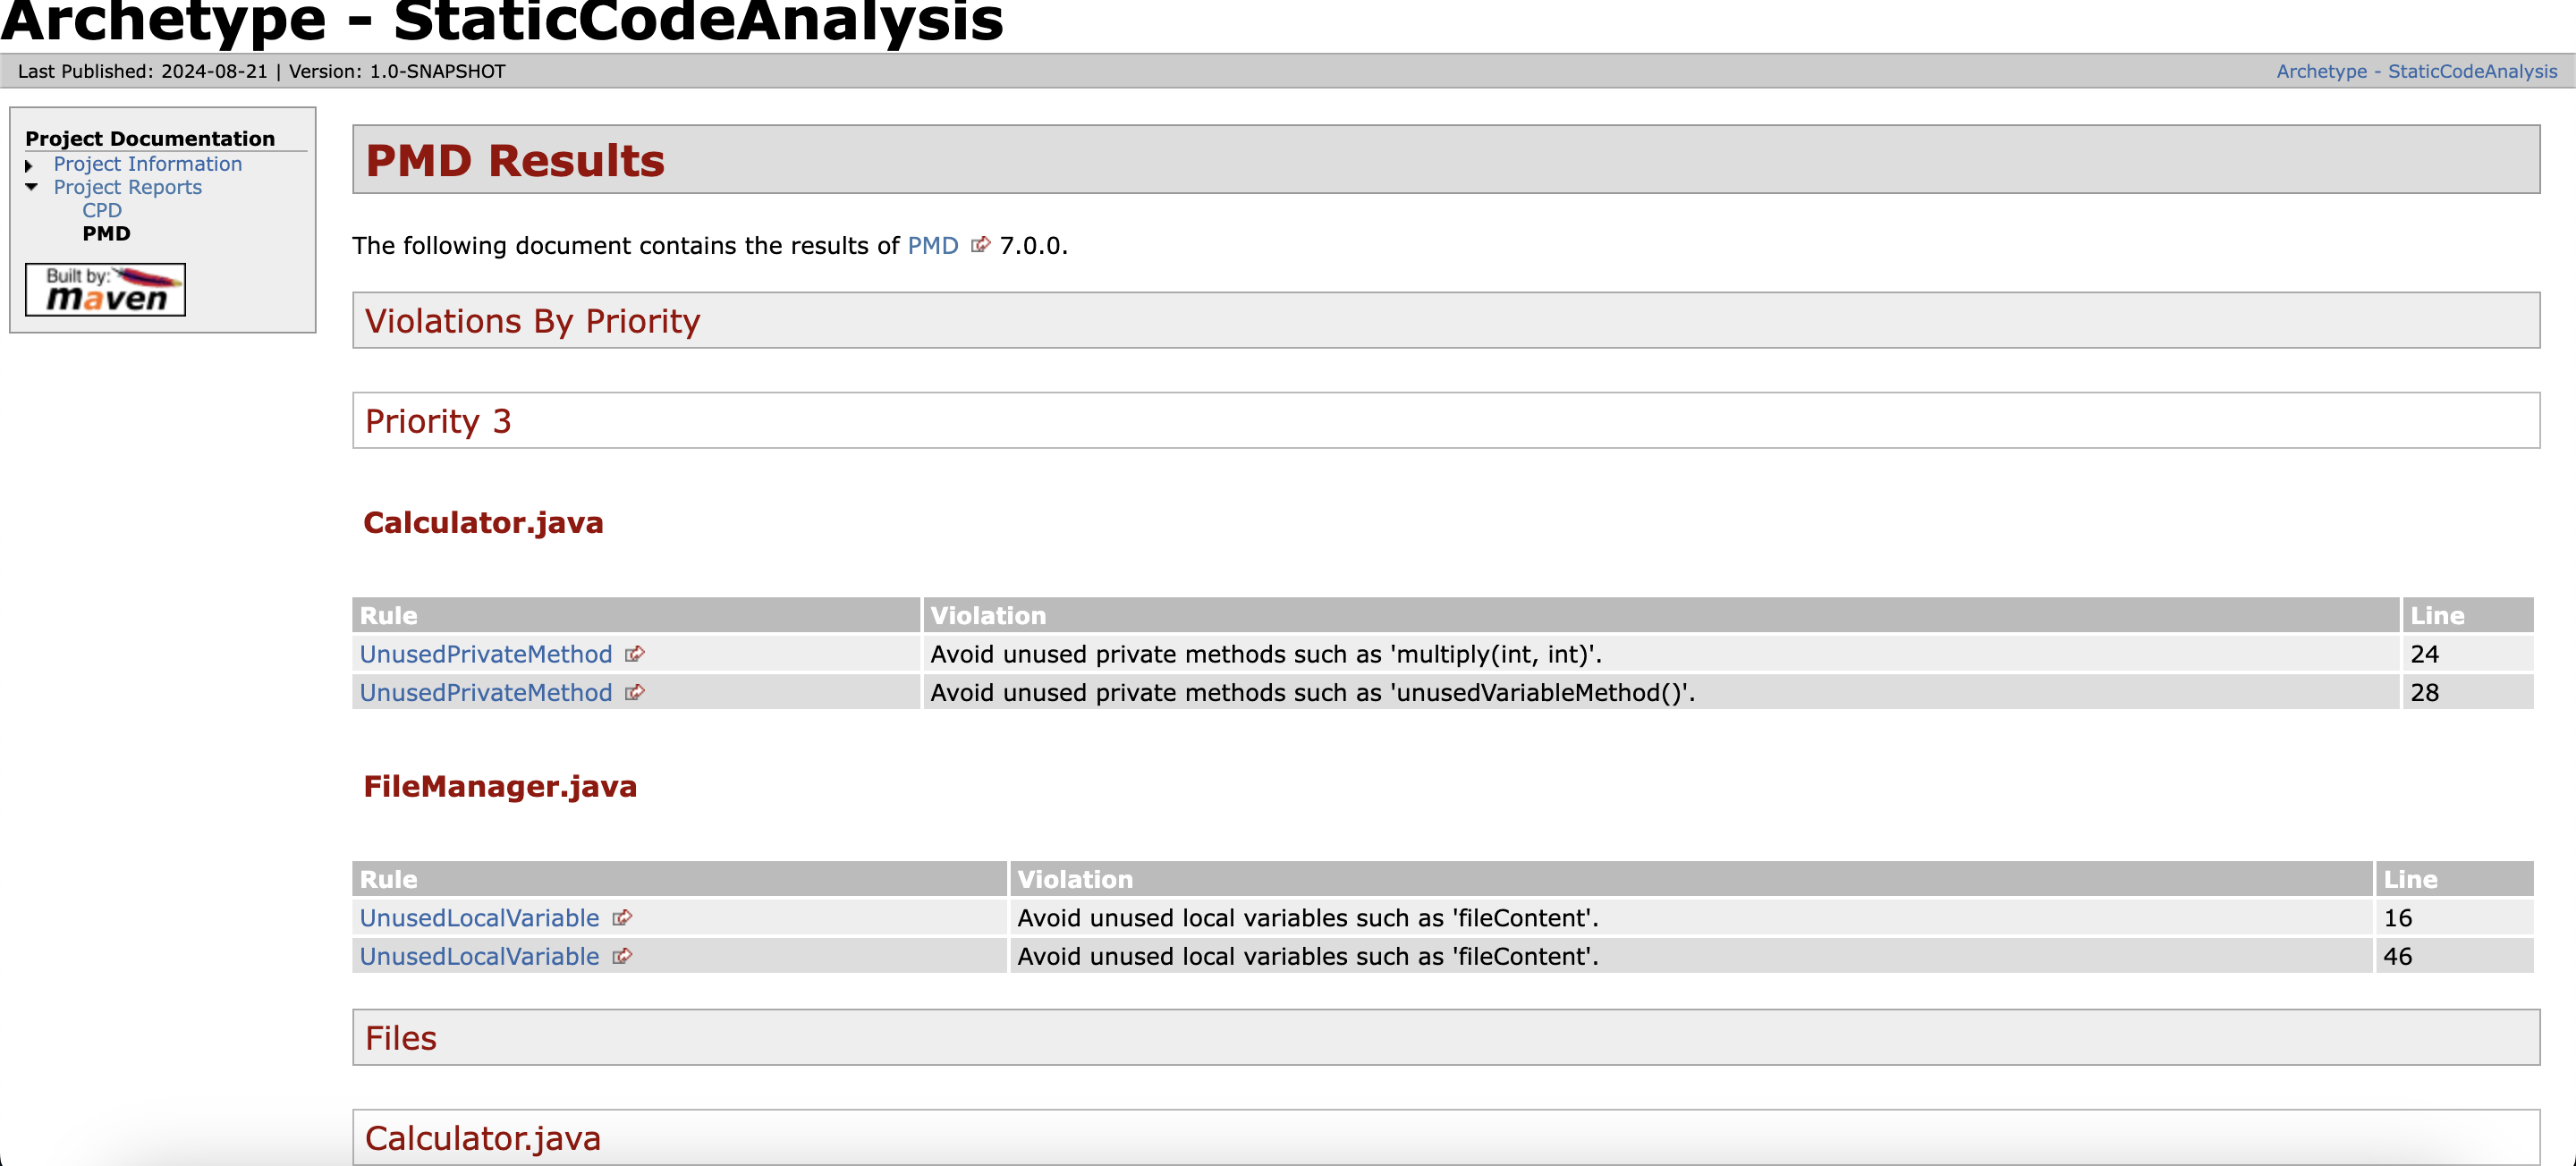 Archetype - StaticCodeAnalysis
Last Published: 2024-08-21 | Version: 1.0-SNAPSHOT
Archetype - StaticCodeAnalysis
Project Documentation
Project Information
Project Reports
CPD
PMD
Built by:
maven
PMD Results
The following document contains the results of PMD 7.0.0.
Violations By Priority
Priority 3
Calculator.java
Rule Violation Line
UnusedPrivateMethod Avoid unused private methods such as 'multiply(int, int)'. 24
UnusedPrivateMethod Avoid unused private methods such as 'unusedVariableMethod()'. 28
FileManager.java
Rule Violation Line
UnusedLocalVariable Avoid unused local variables such as 'fileContent'. 16
UnusedLocalVariable Avoid unused local variables such as 'fileContent'. 46
Files
Calculator.java